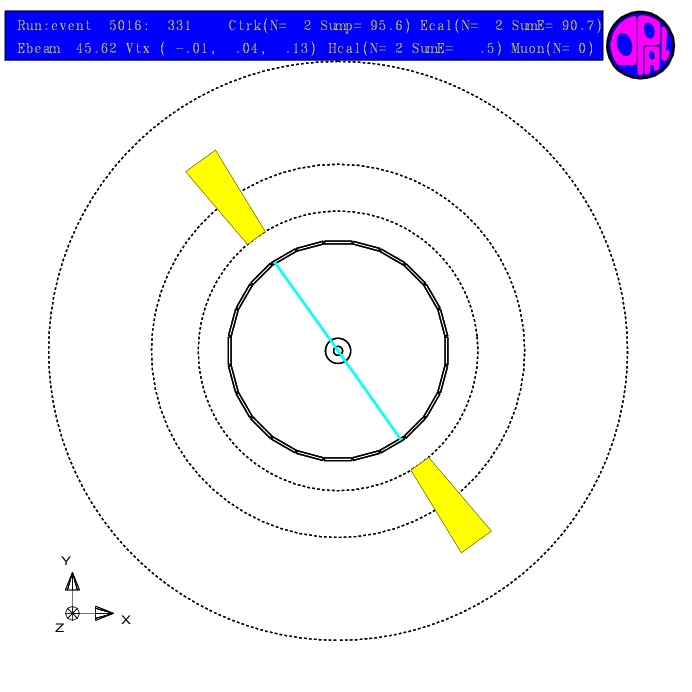 Run:event 5016: 331 Ctrk(N= 2 Sump= 95.6) Ecal(N= 2 SumE= 90.7)
Ebeam 45.62 Vtx ( -.01, .04, .13) Hcal(N= 2 SumE= .5) Muon(N= 0)
OPAL
Y
Z X